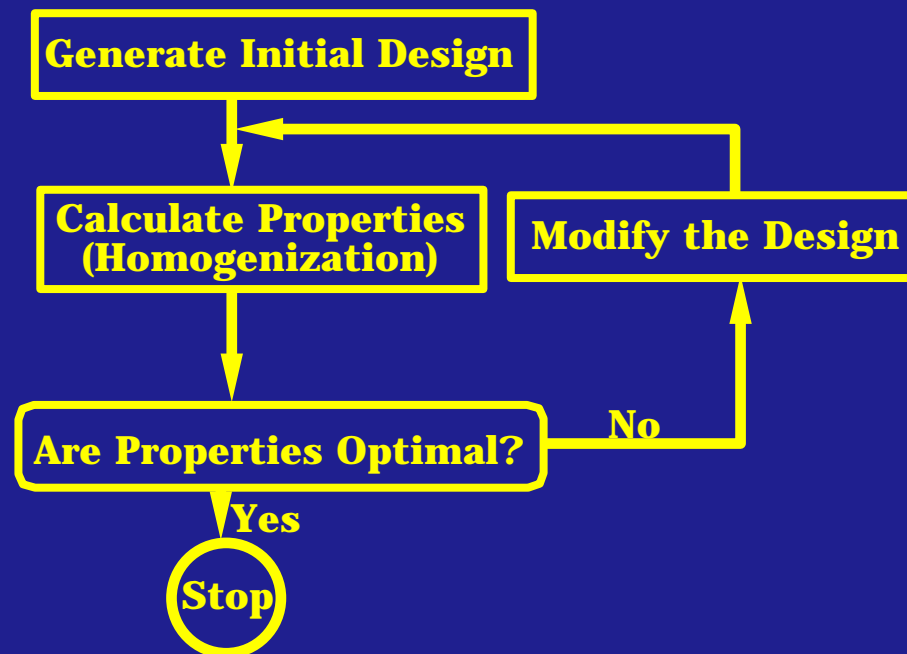 Generate Initial Design
Calculate Properties
(Homogenization)
Modify the Design
Are Properties Optimal?
No
Yes
Stop